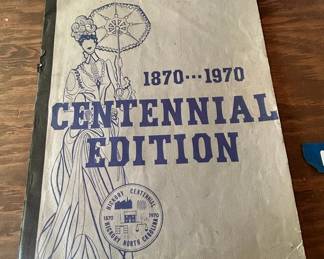 1870···1970
CENTENNIAL
EDITION
HICKORY CENTENNIAL
1870 1970
HICKORY NORTH CAROLINA